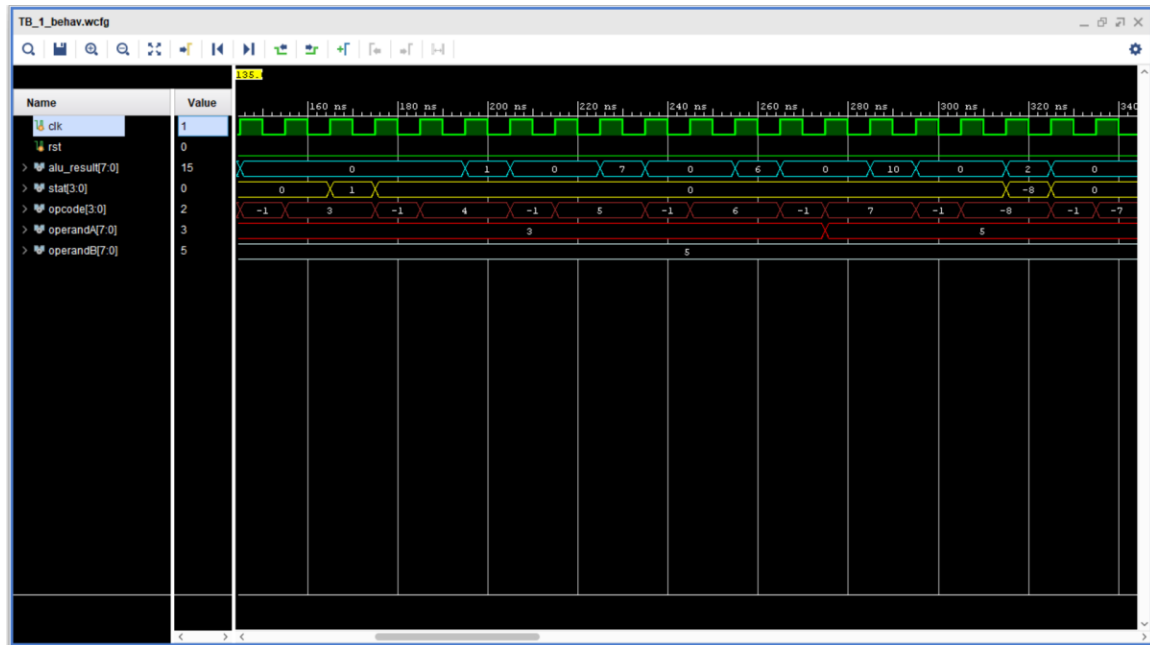 TB_1_behav.wcfg
135.
Name Value
160 ns 180 ns 200 ns 220 ns 240 ns 260 ns 280 ns 300 ns 320 ns 340
clk 1
rst 0
alu_result[7:0] 15 0 1 0 7 0 6 0 10 0 2 0
stat[3:0] 0 0 1 0 -8 0
opcode[3:0] 2 -1 3 -1 4 -1 5 -1 6 -1 7 -1 -8 -1 -7
operandA[7:0] 3 3 5
operandB[7:0] 5 5